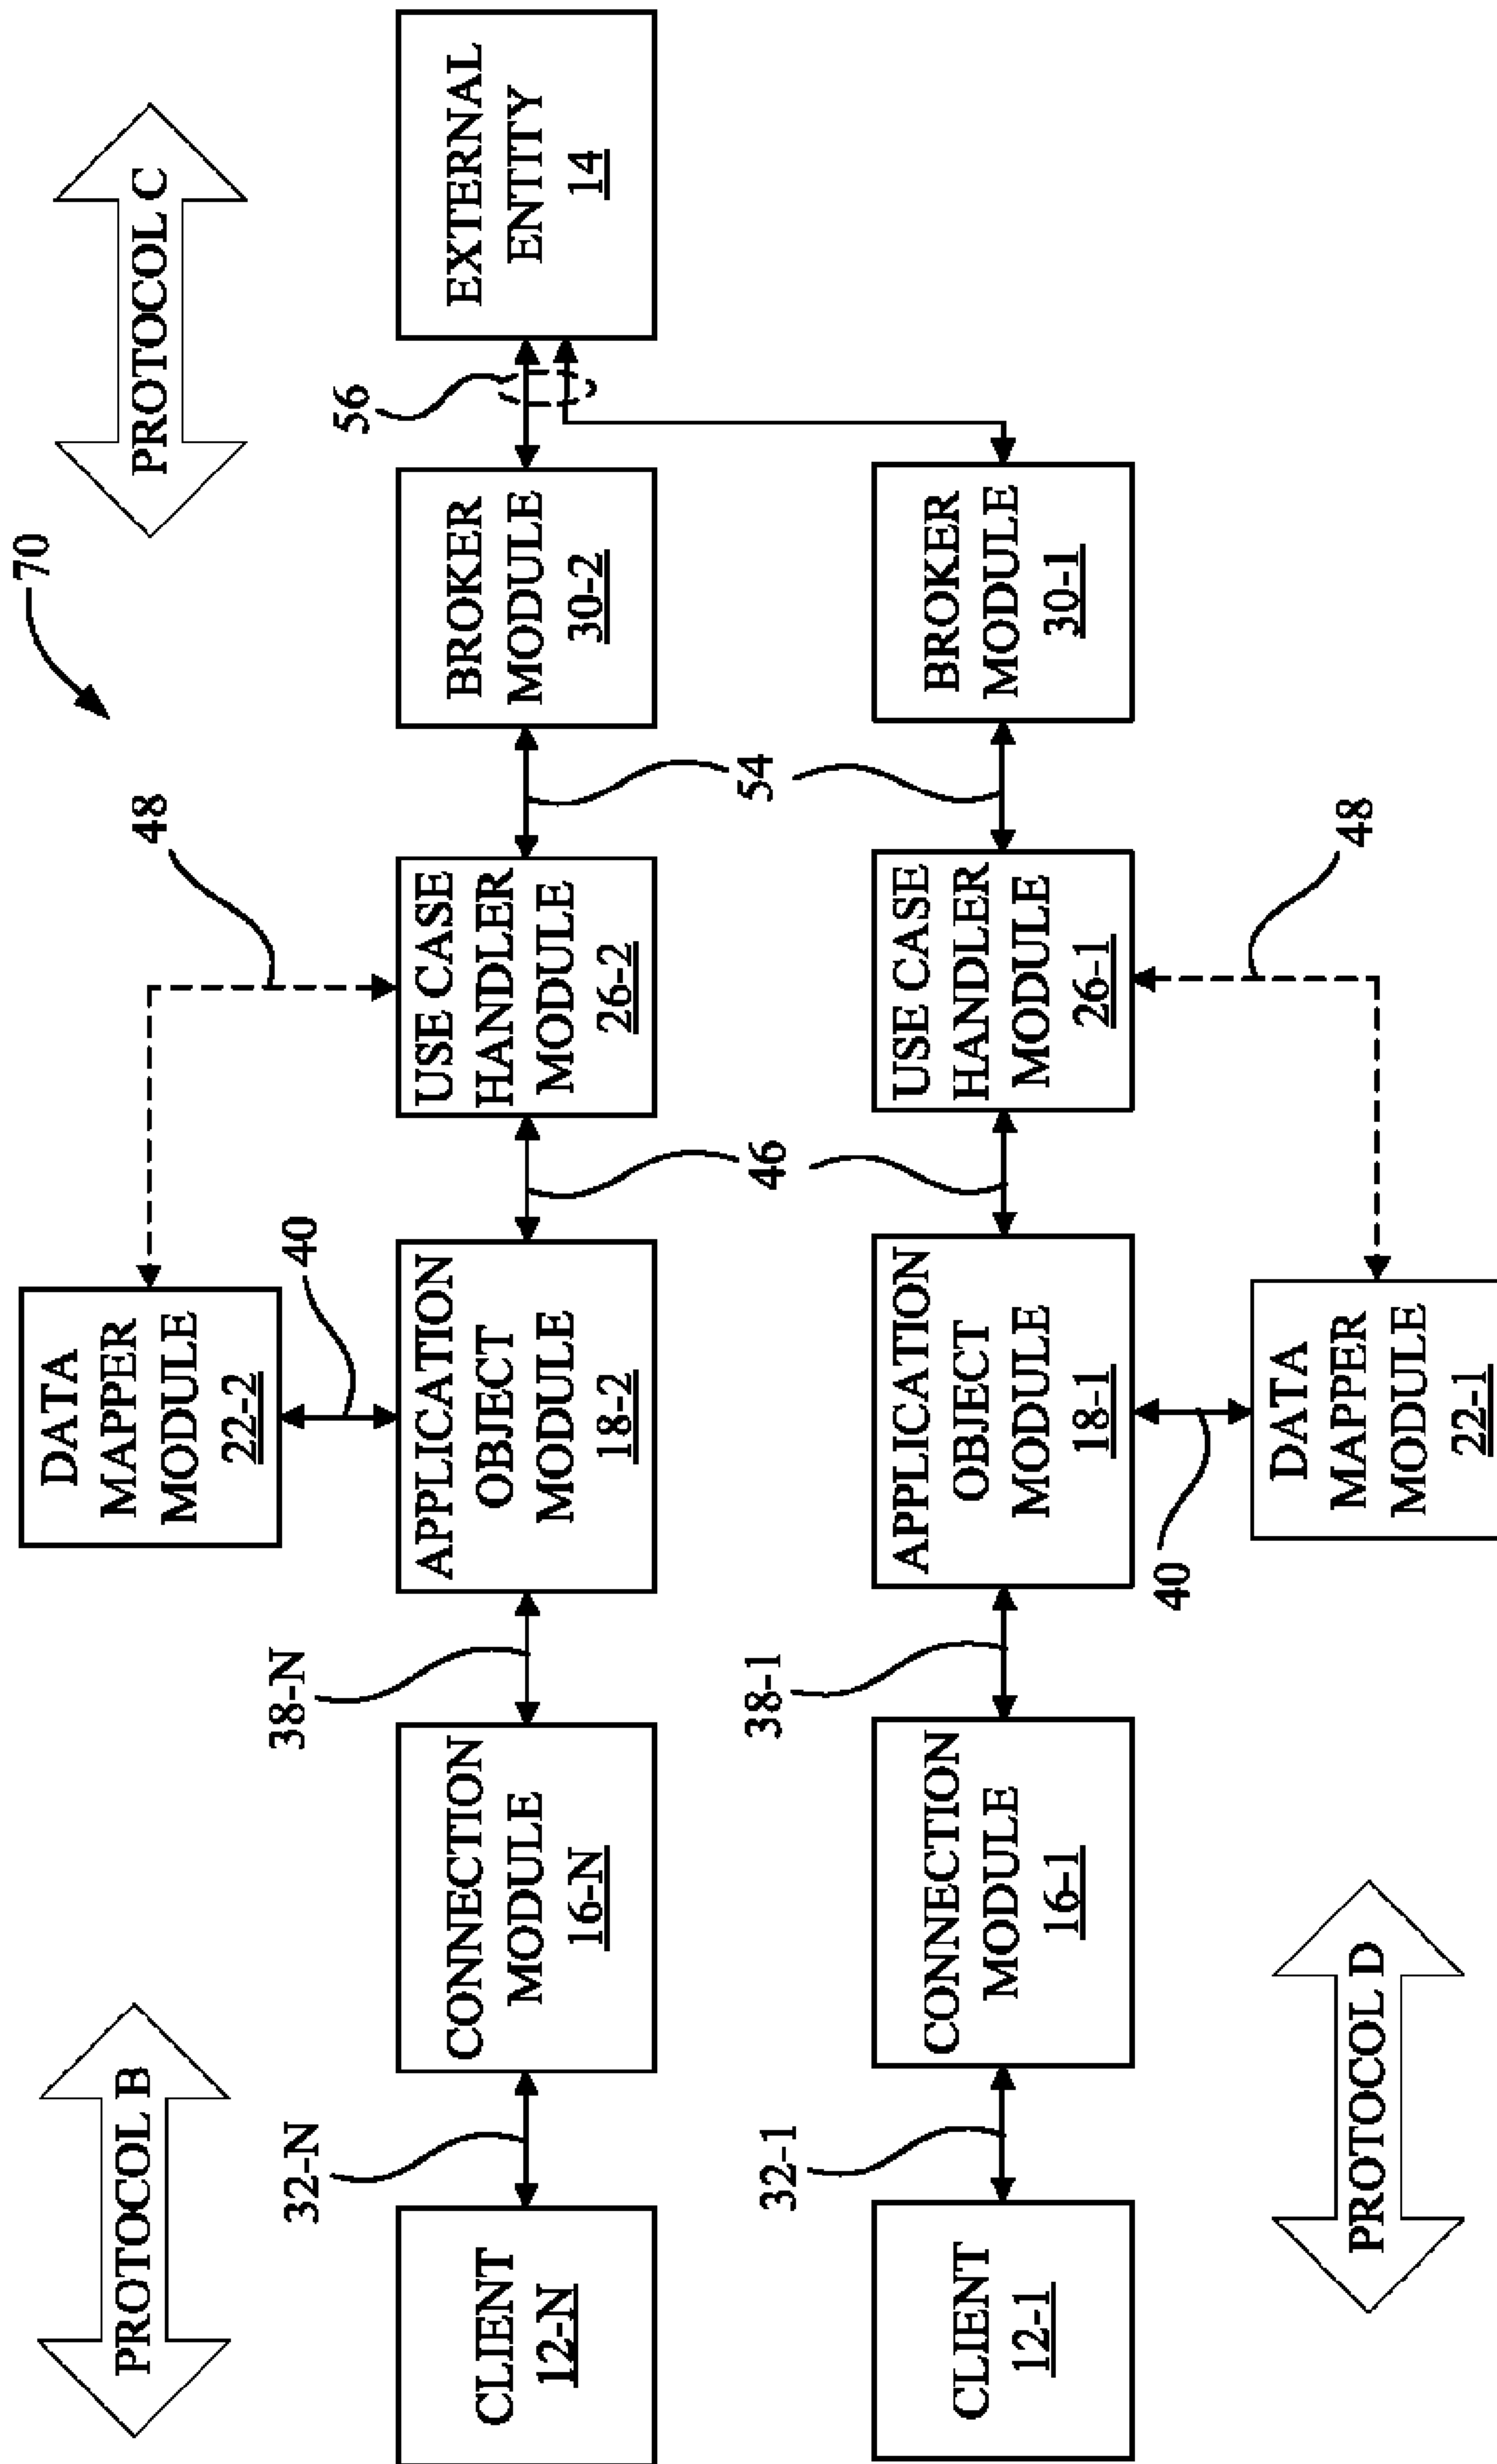 70
PROTOCOL B
PROTOCOL C
DATA
MAPPER
MODULE
22-2
48
40
32-N
38-N
56
CLIENT
12-N
CONNECTION
MODULE
16-N
APPLICATION
OBJECT
MODULE
18-2
USE CASE
HANDLER
MODULE
26-2
BROKER
MODULE
30-2
EXTERNAL
ENTITY
14
32-1
38-1
46
54
CLIENT
12-1
CONNECTION
MODULE
16-1
APPLICATION
OBJECT
MODULE
18-1
USE CASE
HANDLER
MODULE
26-1
BROKER
MODULE
30-1
40
48
PROTOCOL D
DATA
MAPPER
MODULE
22-1